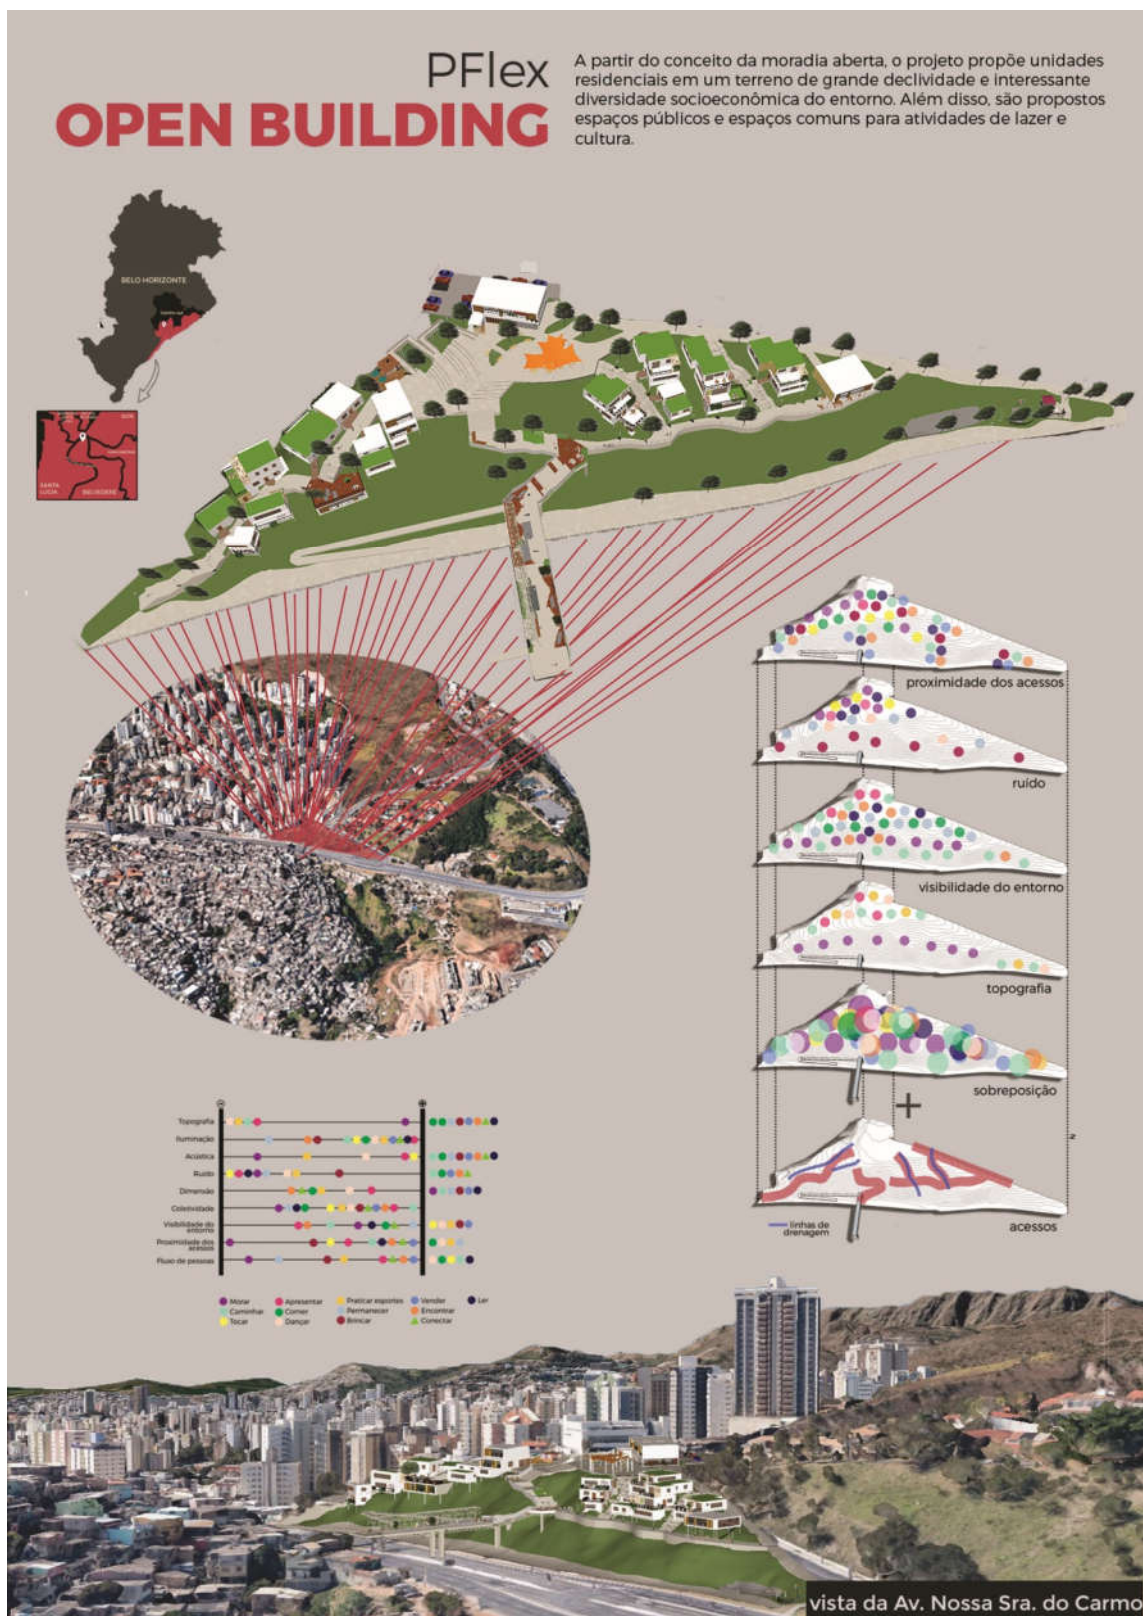 PFlex
OPEN BUILDING
A partir do conceito da moradia aberta, o projeto propõe unidades
residenciais em um terreno de grande declividade e interessante
diversidade socioeconômica do entorno. Além disso, são propostos
espaços públicos e espaços comuns para atividades de lazer e
cultura.
BELO HORIZONTE
SANTA
LÚCIA
BELVEDERE
proximidade dos acessos
ruído
visibilidade do entorno
topografia
sobreposição
+
acessos
linhas de
drenagem
Topografia
Iluminação
Acústica
Ruído
Dimensão
Coletividade
Visibilidade do
entorno
Proximidade dos
acessos
Fluxo de pessoas
Morar Apresentar Praticar esportes Vender Ler
Caminhar Comer Permanecer Encontrar
Tocar Dançar Brincar Conectar
vista da Av. Nossa Sra. do Carmo